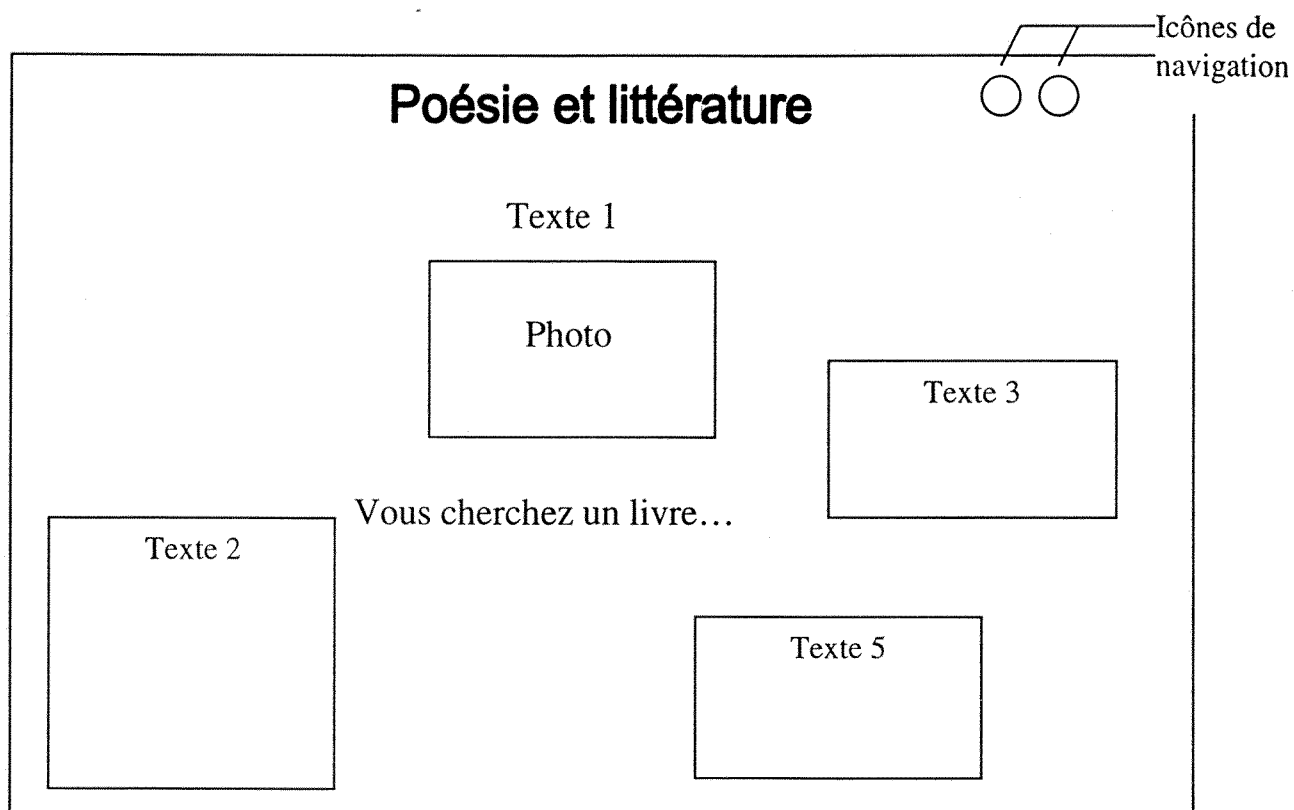 Icônes de
navigation
Poésie et littérature
Texte 1
Photo
Texte 3
Vous cherchez un livre…
Texte 2
Texte 5